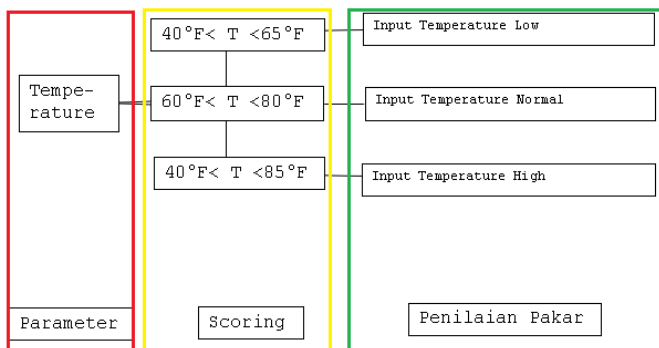 40°F< T <65°F
Input Temperature Low
Tempe-
rature
60°F< T <80°F
Input Temperature Normal
40°F< T <85°F
Input Temperature High
Parameter
Scoring
Penilaian Pakar